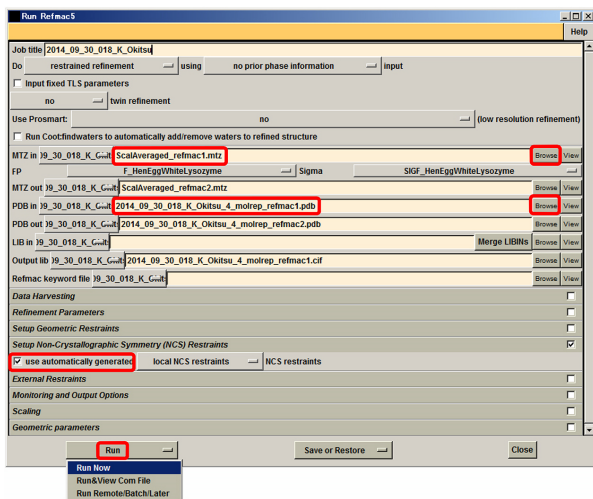 Run Refmac5
Help
Job title 2014_09_30_018_K_Okitsu
Do restrained refinement using no prior phase information input
Input fixed TLS parameters
no twin refinement
Use Prosmart: no (low resolution refinement)
Run Coot:findwaters to automatically add/remove waters to refined structure
MTZ in ScalAveraged_refmac1.mtz Browse View
FP F_HenEggWhiteLysozyme Sigma SIGF_HenEggWhiteLysozyme
MTZ out ScalAveraged_refmac2.mtz Browse View
PDB in 2014_09_30_018_K_Okitsu_4_molrep_refmac1.pdb Browse View
PDB out 2014_09_30_018_K_Okitsu_4_molrep_refmac2.pdb Browse View
LIB in Merge LIBINs Browse View
Output lib 2014_09_30_018_K_Okitsu_4_molrep_refmac1.cif Browse View
Refmac keyword file Browse View
Data Harvesting
Refinement Parameters
Setup Geometric Restraints
Setup Non-Crystallographic Symmetry (NCS) Restraints
use automatically generated local NCS restraints NCS restraints
External Restraints
Monitoring and Output Options
Scaling
Geometric parameters
Run Save or Restore Close
Run Now
Run&View Com File
Run Remote/Batch/Later